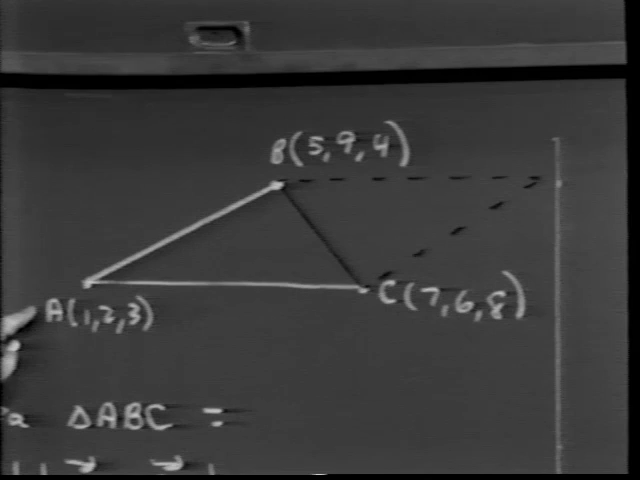 B(5,9,4)
A(1,2,3)
C(7,6,8)
ΔABC =